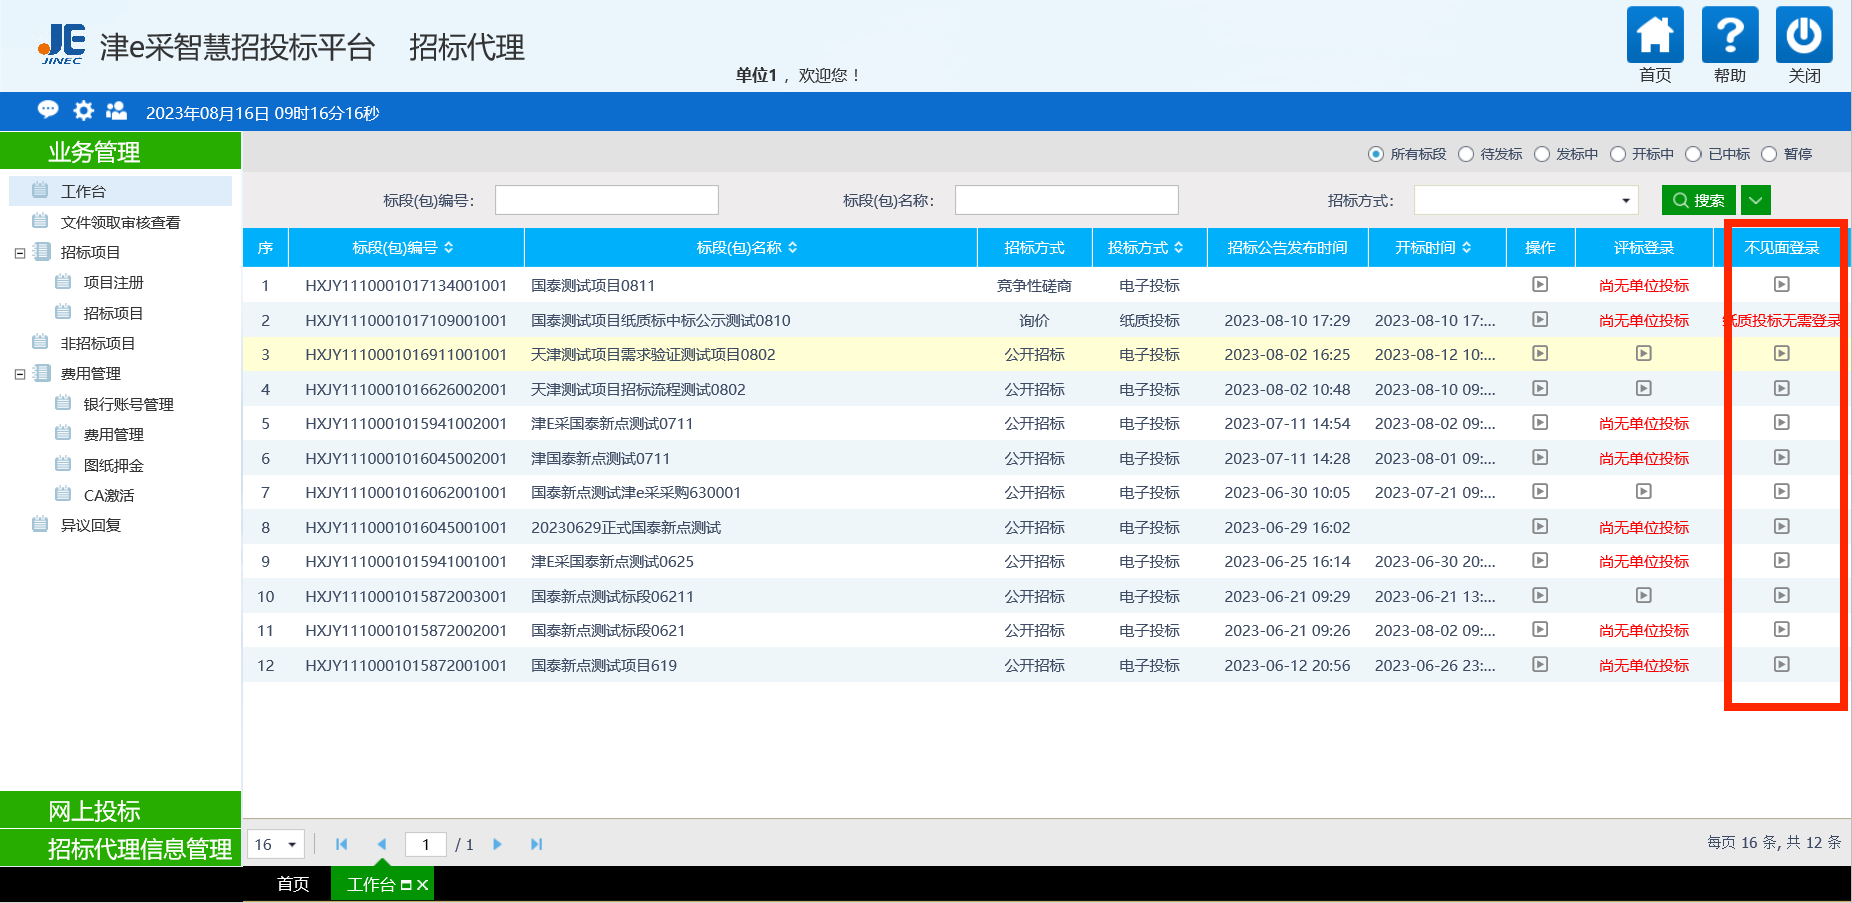 JE
JINEC
津e采智慧招投标平台 招标代理
单位1， 欢迎您！
首页 帮助 关闭
2023年08月16日 09时16分16秒
业务管理
工作台
文件领取审核查看
招标项目
项目注册
招标项目
非招标项目
费用管理
银行账号管理
费用管理
图纸押金
CA激活
异议回复
网上投标
招标代理信息管理
所有标段 待发标 发标中 开标中 已中标 暂停
标段(包)编号： 标段(包)名称： 招标方式： 搜索
序 标段(包)编号 标段(包)名称 招标方式 投标方式 招标公告发布时间 开标时间 操作 评标登录 不见面登录
1 HXJY1110001017134001001 国泰测试项目0811 竞争性磋商 电子投标 尚无单位投标
2 HXJY1110001017109001001 国泰测试项目纸质标中标公示测试0810 询价 纸质投标 2023-08-10 17:29 2023-08-10 17:... 尚无单位投标 纸质投标无需登录
3 HXJY1110001016911001001 天津测试项目需求验证测试项目0802 公开招标 电子投标 2023-08-02 16:25 2023-08-12 10:...
4 HXJY1110001016626002001 天津测试项目招标流程测试0802 公开招标 电子投标 2023-08-02 10:48 2023-08-10 09:...
5 HXJY1110001015941002001 津E采国泰新点测试0711 公开招标 电子投标 2023-07-11 14:54 2023-08-02 09:... 尚无单位投标
6 HXJY1110001016045002001 津国泰新点测试0711 公开招标 电子投标 2023-07-11 14:28 2023-08-01 09:... 尚无单位投标
7 HXJY1110001016062001001 国泰新点测试津e采采购630001 公开招标 电子投标 2023-06-30 10:05 2023-07-21 09:...
8 HXJY1110001016045001001 20230629正式国泰新点测试 公开招标 电子投标 2023-06-29 16:02 尚无单位投标
9 HXJY1110001015941001001 津E采国泰新点测试0625 公开招标 电子投标 2023-06-25 16:14 2023-06-30 20:... 尚无单位投标
10 HXJY1110001015872003001 国泰新点测试标段06211 公开招标 电子投标 2023-06-21 09:29 2023-06-21 13:...
11 HXJY1110001015872002001 国泰新点测试标段0621 公开招标 电子投标 2023-06-21 09:26 2023-08-02 09:... 尚无单位投标
12 HXJY1110001015872001001 国泰新点测试项目619 公开招标 电子投标 2023-06-12 20:56 2023-06-26 23:... 尚无单位投标
16 1 / 1 每页 16 条, 共 12 条
首页 工作台